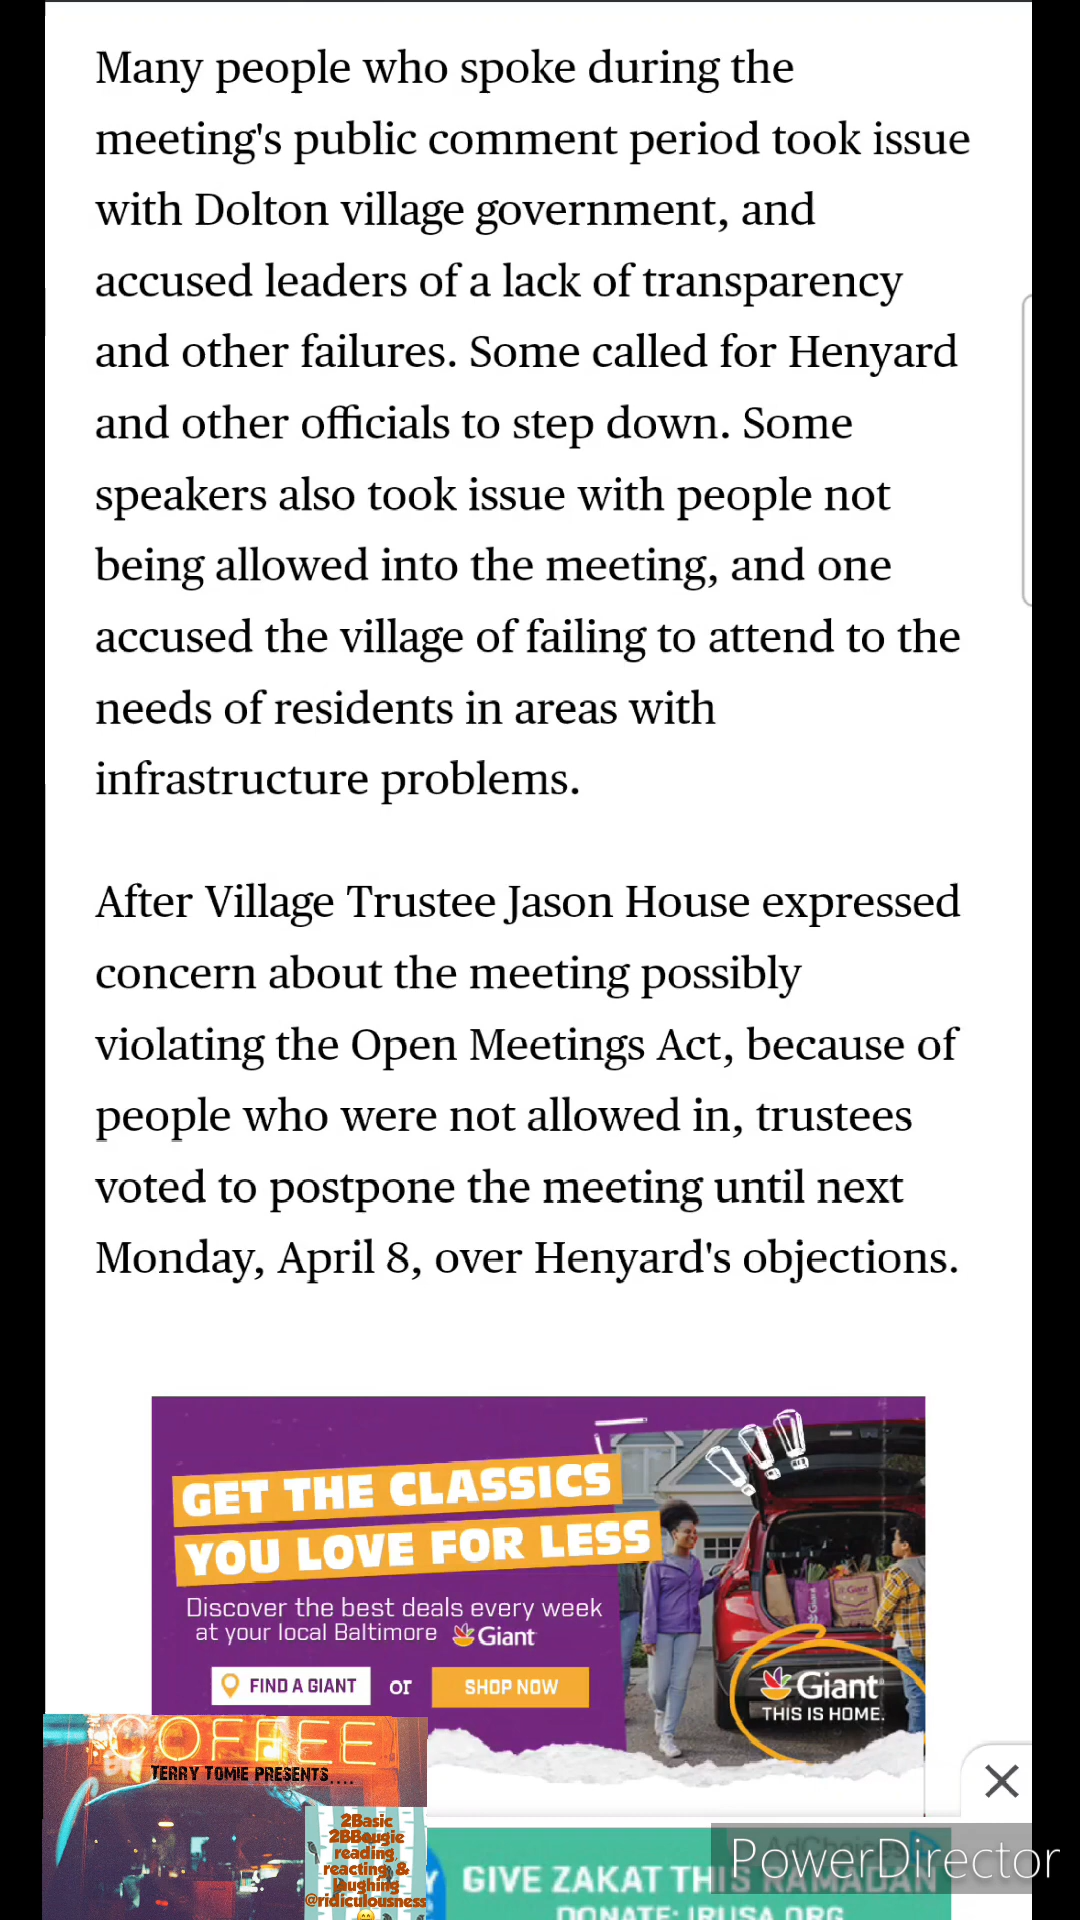 Many people who spoke during the
meeting's public comment period took issue
with Dolton village government, and
accused leaders of a lack of transparency
and other failures. Some called for Henyard
and other officials to step down. Some
speakers also took issue with people not
being allowed into the meeting, and one
accused the village of failing to attend to the
needs of residents in areas with
infrastructure problems.
After Village Trustee Jason House expressed
concern about the meeting possibly
violating the Open Meetings Act, because of
people who were not allowed in, trustees
voted to postpone the meeting until next
Monday, April 8, over Henyard's objections.
GET THE CLASSICS
YOU LOVE FOR LESS
Discover the best deals every week
at your local Baltimore Giant
FIND A GIANT or SHOP NOW
Giant
THIS IS HOME.
COFFEE
TERRY TOMIE PRESENTS....
2Basic
2BBougie
reading,
reacting, &
laughing
@ridiculousness
PowerDirector
GIVE ZAKAT THIS RAMADAN
DONATE: IRUSA.ORG